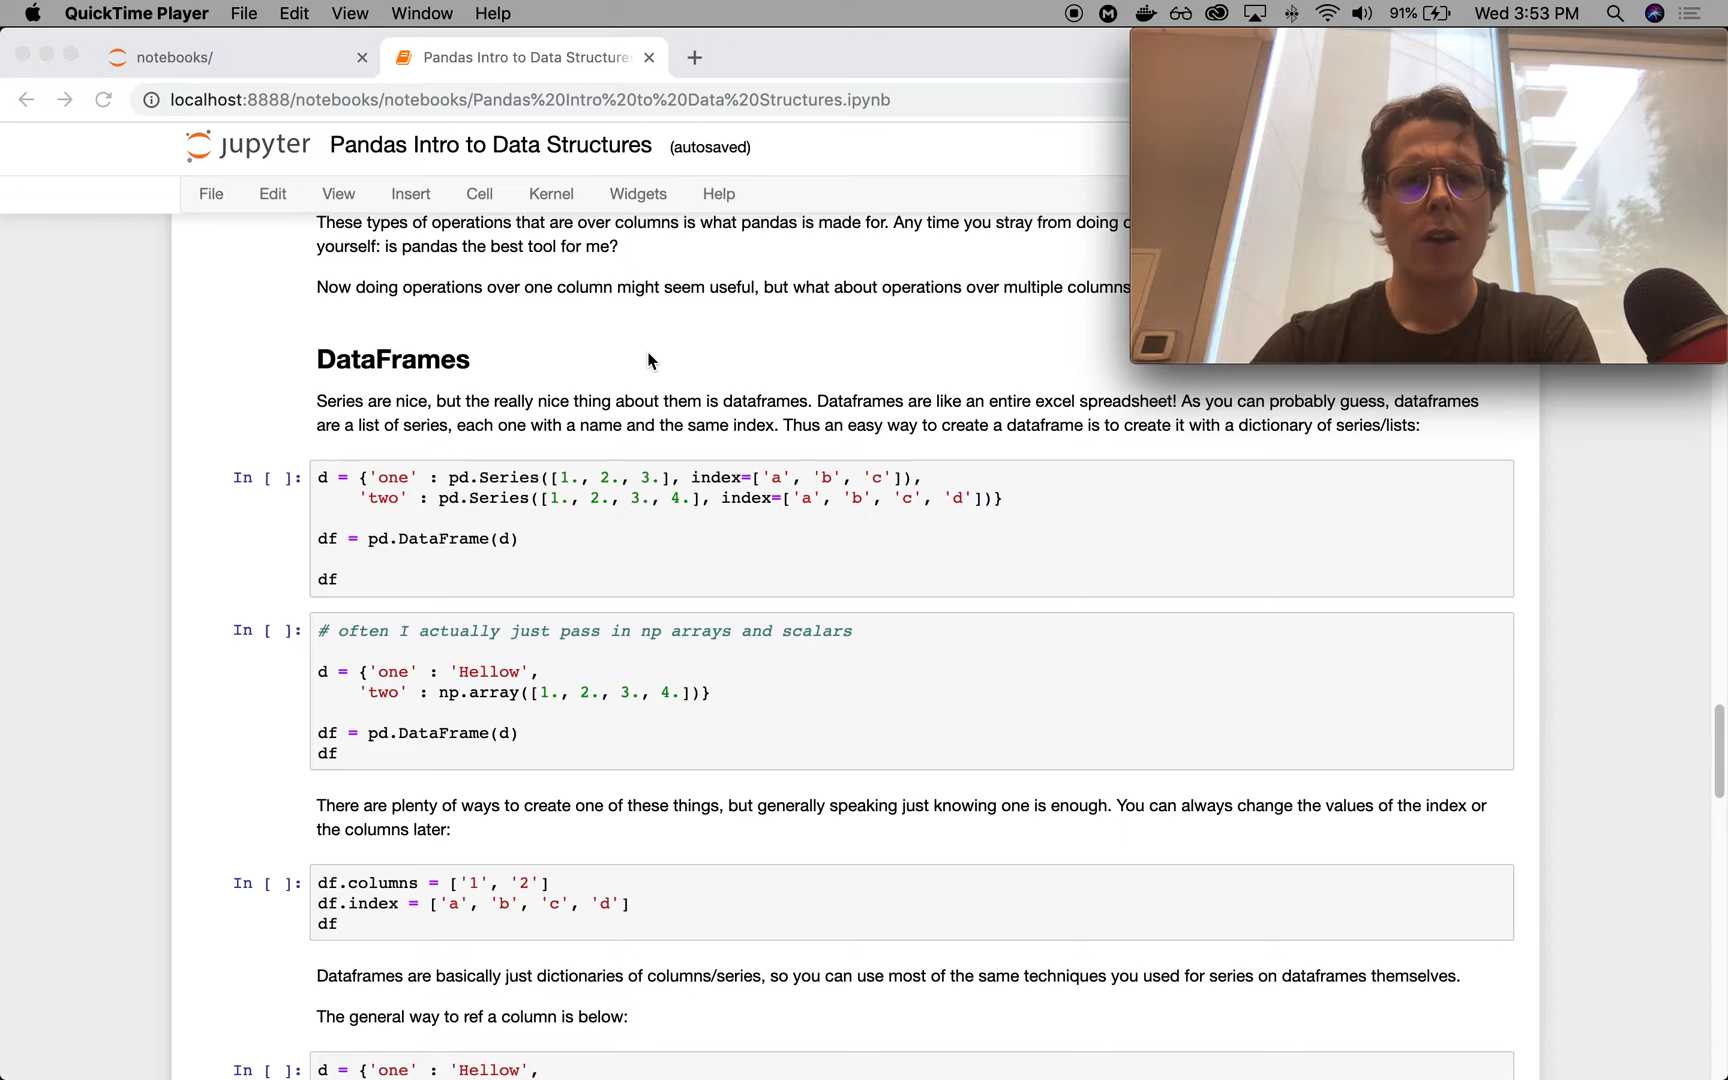 QuickTime Player File Edit View Window Help 91% Wed 3:53 PM
notebooks/
Pandas Intro to Data Structures
localhost:8888/notebooks/notebooks/Pandas%20Intro%20to%20Data%20Structures.ipynb
jupyter Pandas Intro to Data Structures (autosaved)
File Edit View Insert Cell Kernel Widgets Help
These types of operations that are over columns is what pandas is made for. Any time you stray from doing
yourself: is pandas the best tool for me?
Now doing operations over one column might seem useful, but what about operations over multiple columns
DataFrames
Series are nice, but the really nice thing about them is dataframes. Dataframes are like an entire excel spreadsheet! As you can probably guess, dataframes
are a list of series, each one with a name and the same index. Thus an easy way to create a dataframe is to create it with a dictionary of series/lists:
In [ ]: d = {'one' : pd.Series([1., 2., 3.], index=['a', 'b', 'c']),
'two' : pd.Series([1., 2., 3., 4.], index=['a', 'b', 'c', 'd'])}
df = pd.DataFrame(d)
df
In [ ]: # often I actually just pass in np arrays and scalars
d = {'one' : 'Hellow',
'two' : np.array([1., 2., 3., 4.])}
df = pd.DataFrame(d)
df
There are plenty of ways to create one of these things, but generally speaking just knowing one is enough. You can always change the values of the index or
the columns later:
In [ ]: df.columns = ['1', '2']
df.index = ['a', 'b', 'c', 'd']
df
Dataframes are basically just dictionaries of columns/series, so you can use most of the same techniques you used for series on dataframes themselves.
The general way to ref a column is below:
In [ ]: d = {'one' : 'Hellow',